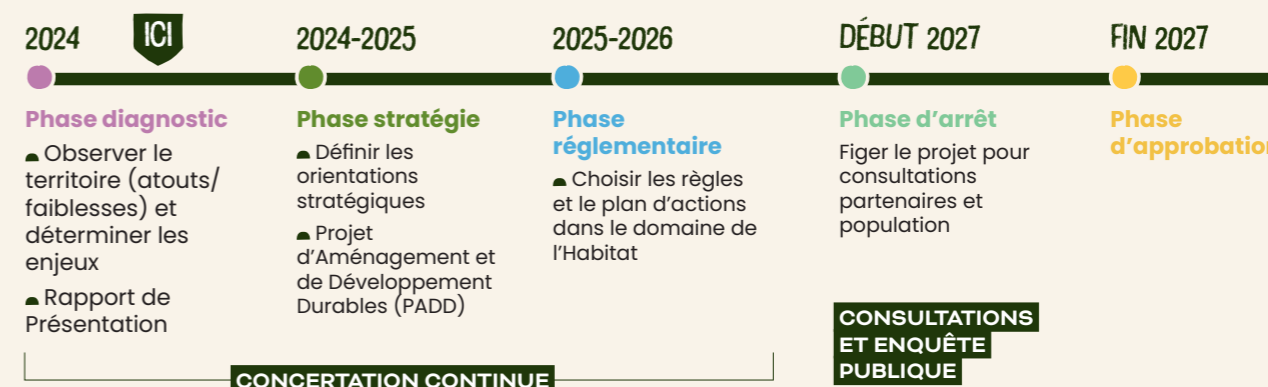 2024
ICI
Phase diagnostic
Observer le
territoire (atouts/
faiblesses) et
déterminer les
enjeux
Rapport de
Présentation
2024-2025
Phase stratégie
Définir les
orientations
stratégiques
Projet
d’Aménagement et
de Développement
Durables (PADD)
2025-2026
Phase
réglementaire
Choisir les règles
et le plan d’actions
dans le domaine de
l’Habitat
CONCERTATION CONTINUE
DÉBUT 2027
Phase d’arrêt
Figer le projet pour
consultations
partenaires et
population
CONSULTATIONS
ET ENQUÊTE
PUBLIQUE
FIN 2027
Phase
d’approbation